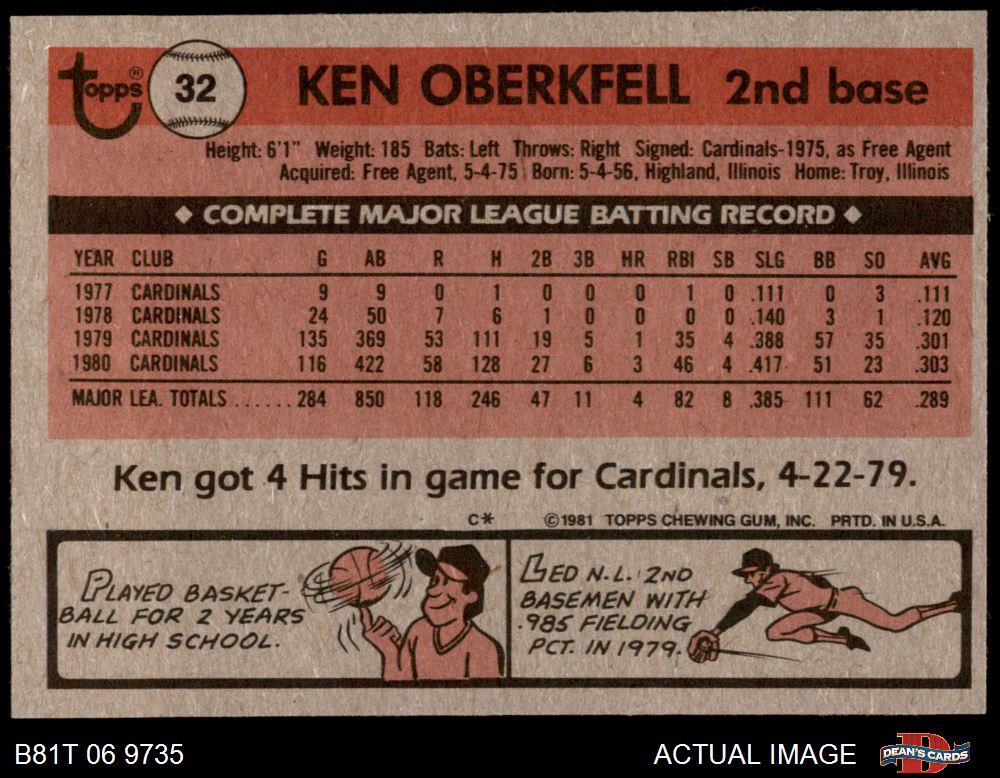 topps® 32 KEN OBERKFELL 2nd base
Height: 6'1" Weight: 185 Bats: Left Throws: Right Signed: Cardinals-1975, as Free Agent
Acquired: Free Agent, 5-4-75 Born: 5-4-56, Highland, Illinois Home: Troy, Illinois
◆ COMPLETE MAJOR LEAGUE BATTING RECORD ◆
YEAR CLUB G AB R H 2B 3B HR RBI SB SLG BB SO AVG
1977 CARDINALS 9 9 0 1 0 0 0 1 0 .111 0 3 .111
1978 CARDINALS 24 50 7 6 1 0 0 0 0 .140 3 1 .120
1979 CARDINALS 135 369 53 111 19 5 1 35 4 .388 57 35 .301
1980 CARDINALS 116 422 58 128 27 6 3 46 4 .417 51 23 .303
MAJOR LEA. TOTALS ...... 284 850 118 246 47 11 4 82 8 .385 111 62 .289
Ken got 4 Hits in game for Cardinals, 4-22-79.
C* ©1981 TOPPS CHEWING GUM, INC. PRTD. IN U.S.A.
PLAYED BASKET-
BALL FOR 2 YEARS
IN HIGH SCHOOL.
LED N.L. 2ND
BASEMEN WITH
.985 FIELDING
PCT. IN 1979.
B81T 06 9735 ACTUAL IMAGE DEAN'S CARDS